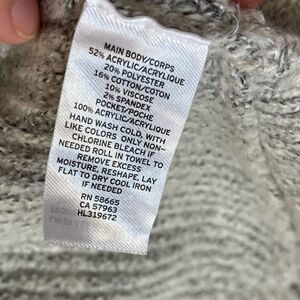 MAIN BODY/CORPS
52% ACRYLIC/ACRYLIQUE
20% POLYESTER
16% COTTON/COTON
10% VISCOSE
2% SPANDEX
POCKET/POCHE
100% ACRYLIC/ACRYLIQUE
HAND WASH COLD, WITH
LIKE COLORS ONLY NON-
CHLORINE BLEACH IF
NEEDED ROLL IN TOWEL TO
REMOVE EXCESS
MOISTURE, RESHAPE, LAY
FLAT TO DRY COOL IRON
IF NEEDED
RN 58665
CA 57963
HL319672